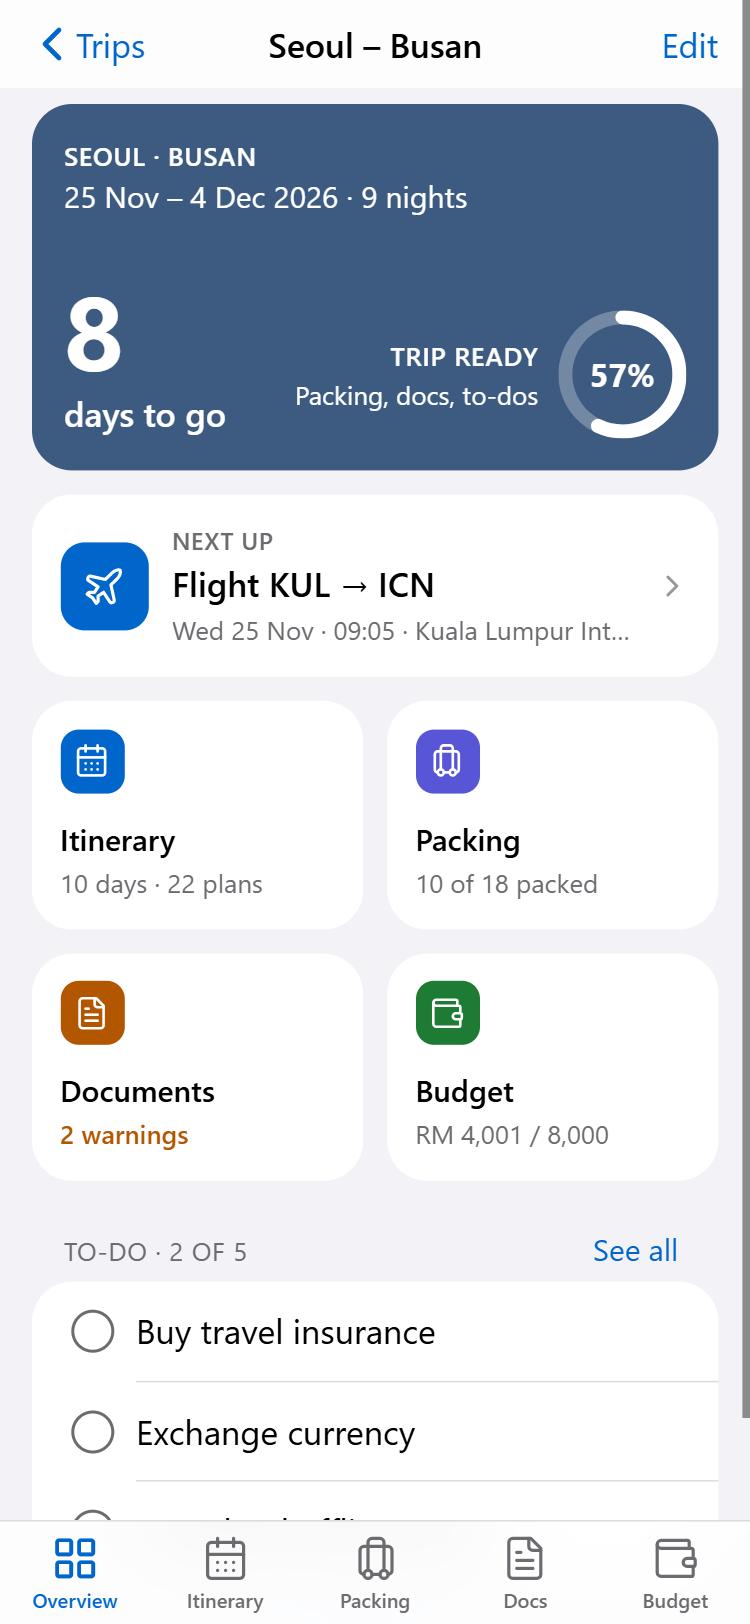 Trips
Seoul – Busan
Edit
SEOUL · BUSAN
25 Nov – 4 Dec 2026 · 9 nights
8
days to go
TRIP READY
Packing, docs, to-dos
57%
NEXT UP
Flight KUL → ICN
Wed 25 Nov · 09:05 · Kuala Lumpur Int...
Itinerary
10 days · 22 plans
Packing
10 of 18 packed
Documents
2 warnings
Budget
RM 4,001 / 8,000
TO-DO · 2 OF 5
See all
Buy travel insurance
Exchange currency
Overview
Itinerary
Packing
Docs
Budget